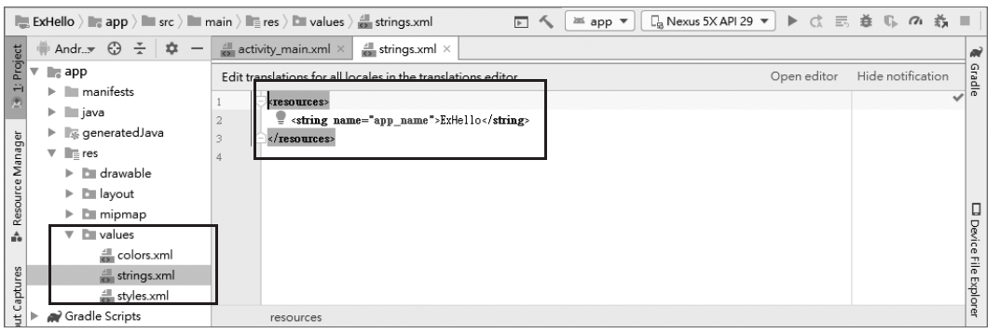 ExHello app src main res values strings.xml app Nexus 5X API 29
1: Project
Andr...
activity_main.xml
strings.xml
Edit translations for all locales in the translations editor
Open editor
Hide notification
app
manifests
java
generatedJava
res
drawable
layout
mipmap
values
colors.xml
strings.xml
styles.xml
Gradle Scripts
1 <resources>
2 <string name="app_name">ExHello</string>
3 </resources>
4
resources
Resource Manager
ut Captures
Gradle
Device File Explorer